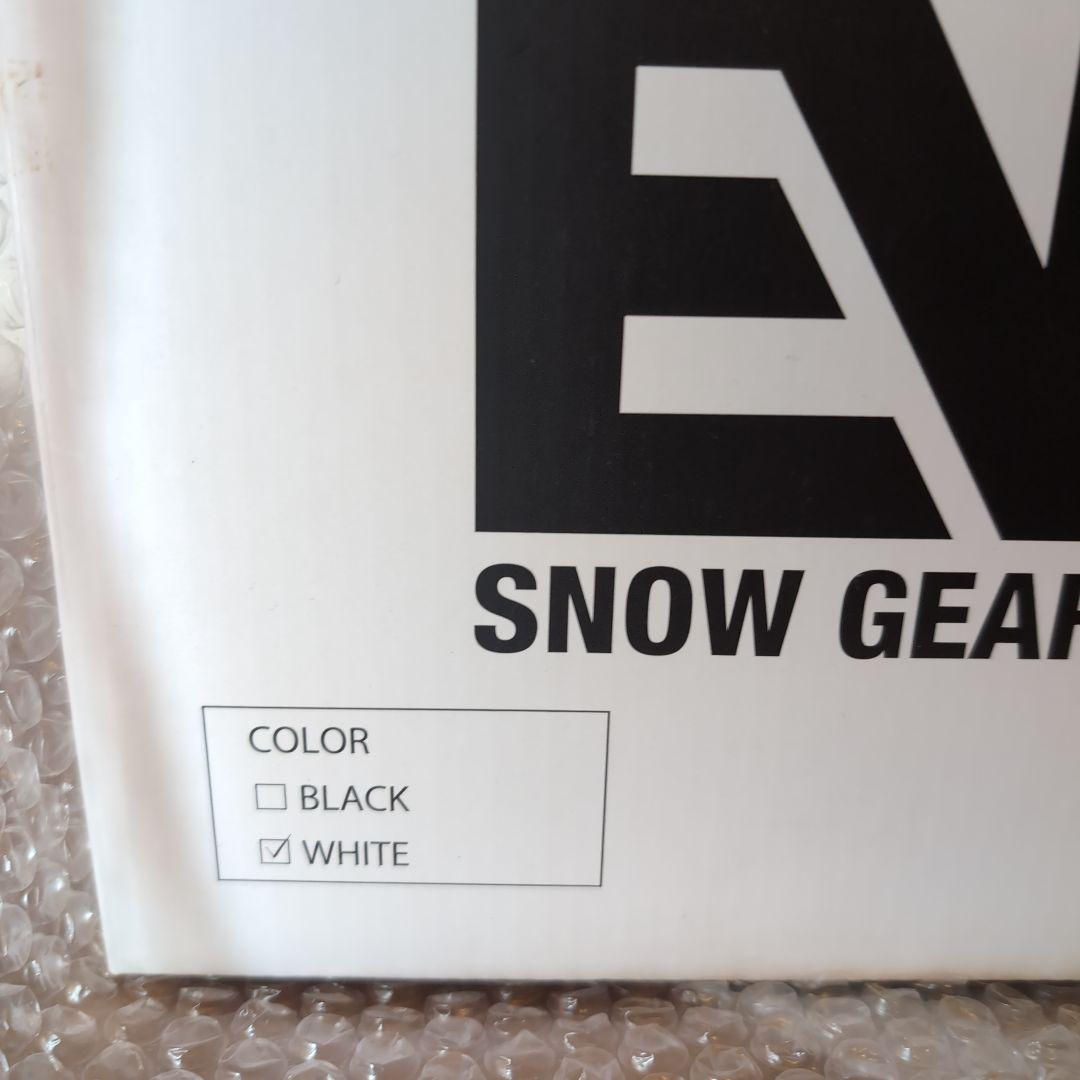 SNOW GEAR
COLOR
☐ BLACK
☑ WHITE